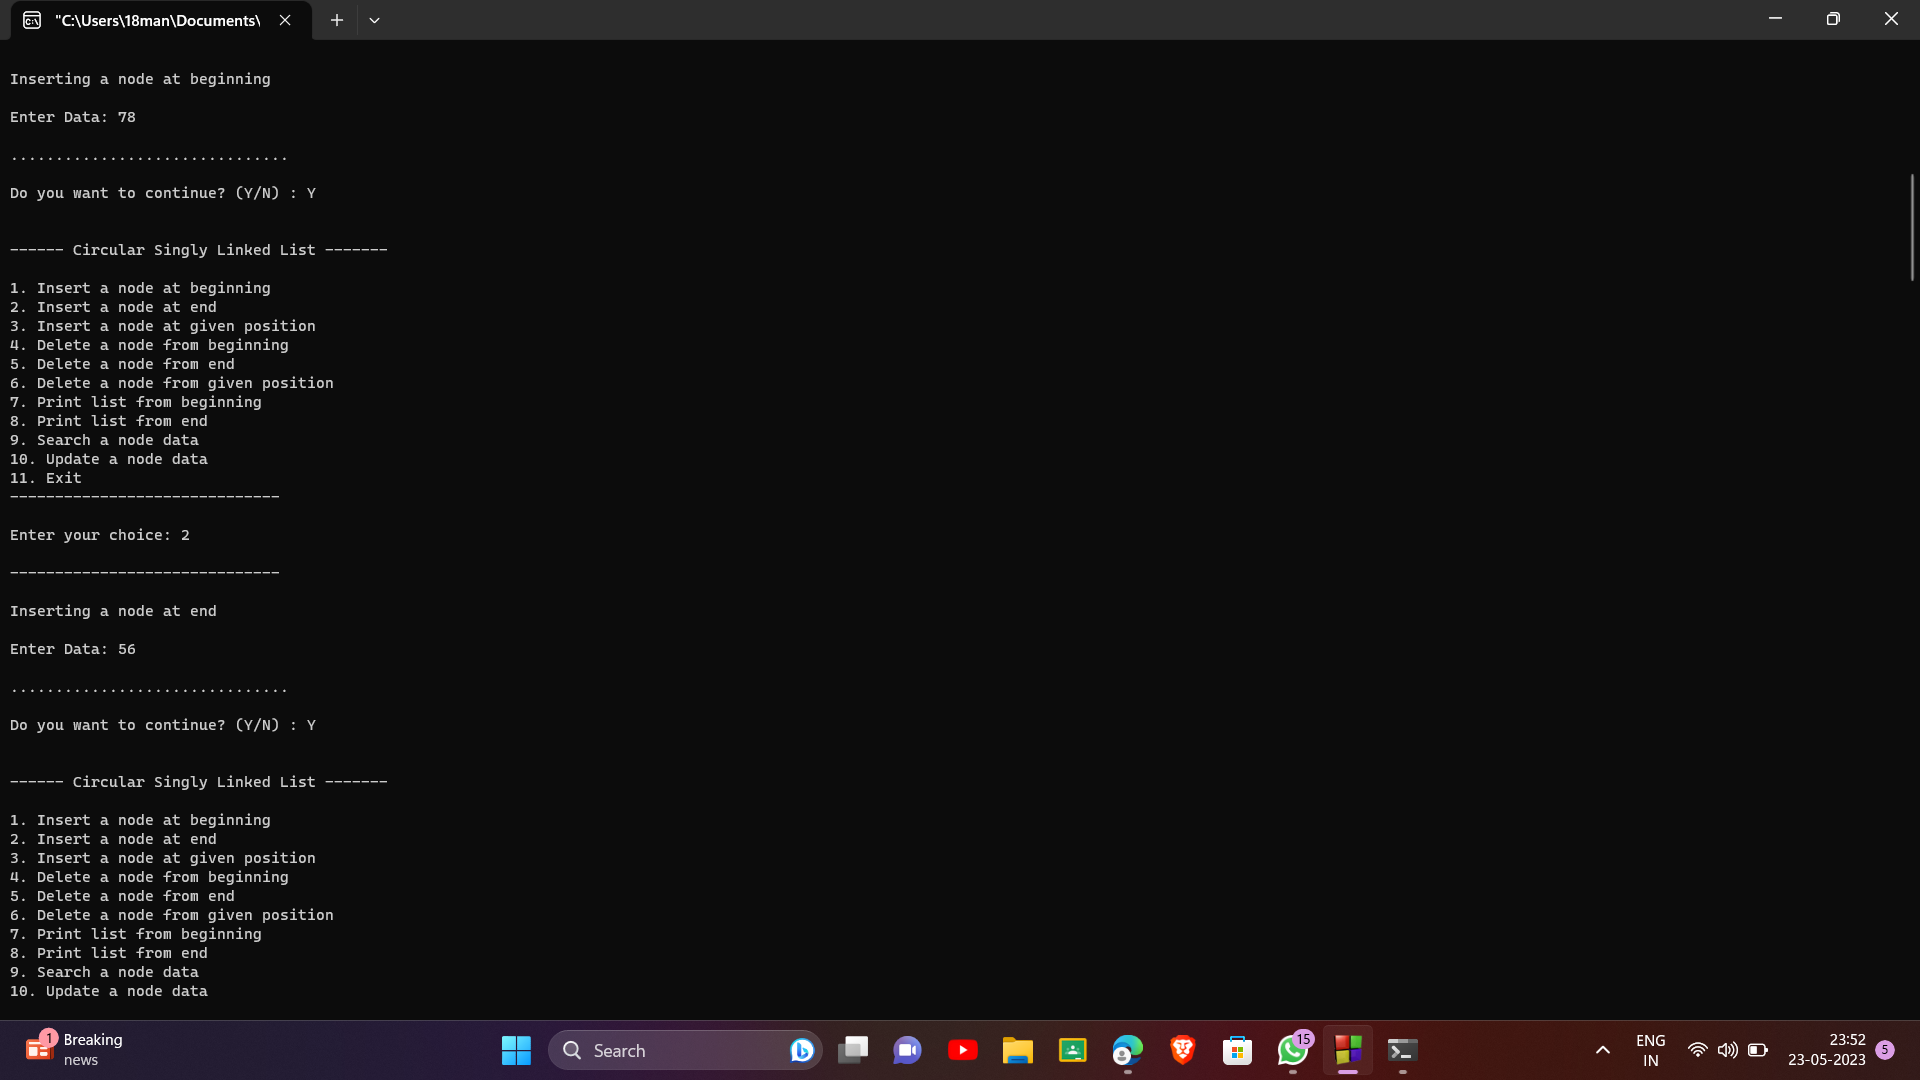 "C:\Users\18man\Documents\
Inserting a node at beginning
Enter Data: 78
...............................
Do you want to continue? (Y/N) : Y
------ Circular Singly Linked List -------
1. Insert a node at beginning
2. Insert a node at end
3. Insert a node at given position
4. Delete a node from beginning
5. Delete a node from end
6. Delete a node from given position
7. Print list from beginning
8. Print list from end
9. Search a node data
10. Update a node data
11. Exit
------------------------------
Enter your choice: 2
------------------------------
Inserting a node at end
Enter Data: 56
...............................
Do you want to continue? (Y/N) : Y
------ Circular Singly Linked List -------
1. Insert a node at beginning
2. Insert a node at end
3. Insert a node at given position
4. Delete a node from beginning
5. Delete a node from end
6. Delete a node from given position
7. Print list from beginning
8. Print list from end
9. Search a node data
10. Update a node data
1
Breaking
news
Search
15
ENG
IN
23:52
23-05-2023
5